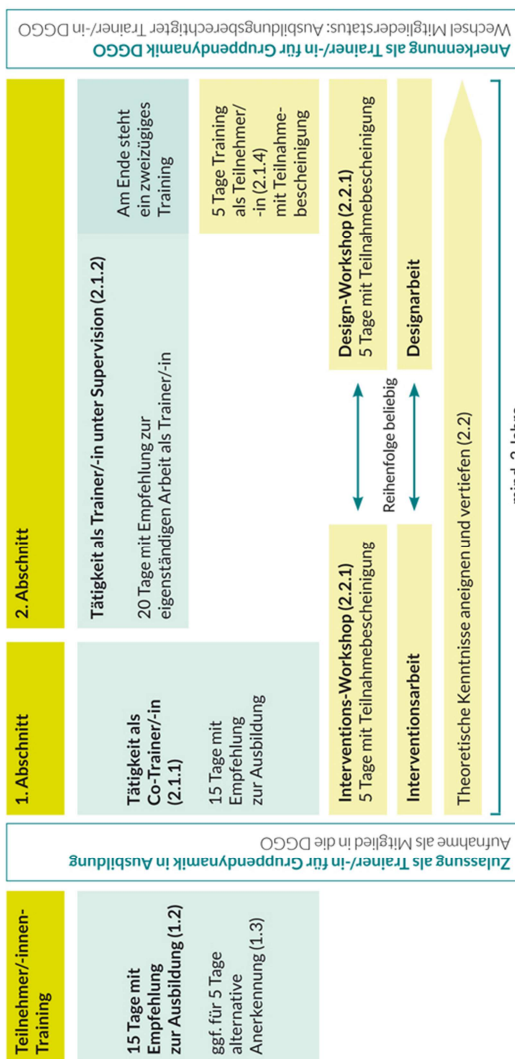 Teilnehmer/-innen-
Training
15 Tage mit
Empfehlung
zur Ausbildung (1.2)
ggf. für 5 Tage
alternative
Anerkennung (1.3)
Zulassung als Trainer/-in für Gruppendynamik in Ausbildung
Aufnahme als Mitglied in die DGGO
1. Abschnitt
Tätigkeit als
Co-Trainer/-in
(2.1.1)
15 Tage mit
Empfehlung
zur Ausbildung
2. Abschnitt
Tätigkeit als Trainer/-in unter Supervision (2.1.2)
20 Tage mit Empfehlung zur
eigenständigen Arbeit als Trainer/-in
Am Ende steht
ein zweizügiges
Training
5 Tage Training
als Teilnehmer/
-in (2.1.4)
mit Teilnahme-
bescheinigung
Interventions-Workshop (2.2.1)
5 Tage mit Teilnahmebescheinigung
Interventionsarbeit
Reihenfolge beliebig
Design-Workshop (2.2.1)
5 Tage mit Teilnahmebescheinigung
Designarbeit
Theoretische Kenntnisse aneignen und vertiefen (2.2)
Anerkennung als Trainer/-in für Gruppendynamik DGGO
Wechsel Mitgliederstatus: Ausbildungsberechtigter Trainer/-in DGGO